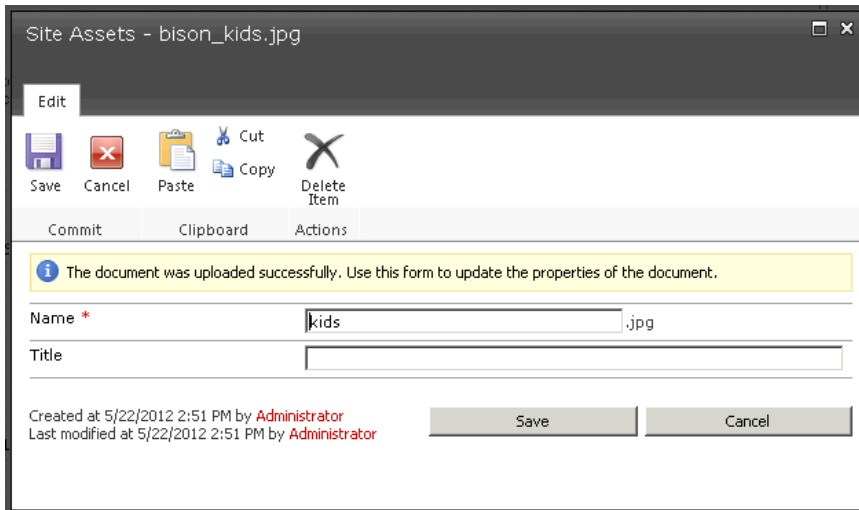 Site Assets - bison_kids.jpg
Edit
Save
Cancel
Paste
Cut
Copy
Delete
Item
Commit
Clipboard
Actions
The document was uploaded successfully. Use this form to update the properties of the document.
Name *
kids
.jpg
Title
Created at 5/22/2012 2:51 PM by Administrator
Last modified at 5/22/2012 2:51 PM by Administrator
Save
Cancel